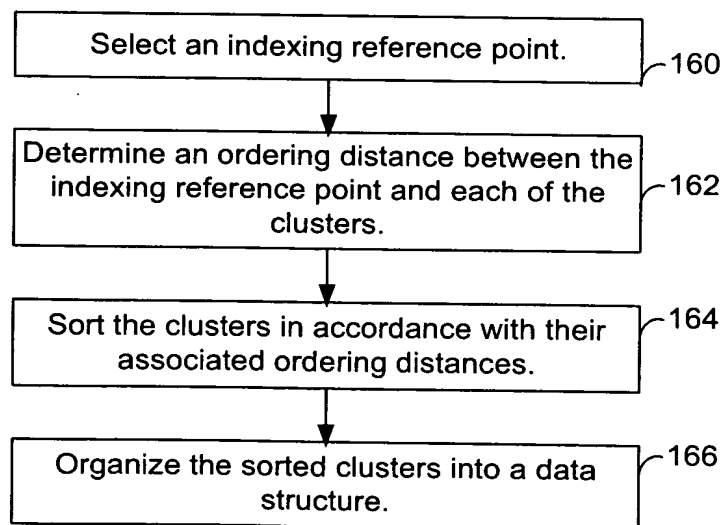 Select an indexing reference point.
160
Determine an ordering distance between the
indexing reference point and each of the
clusters.
162
Sort the clusters in accordance with their
associated ordering distances.
164
Organize the sorted clusters into a data
structure.
166